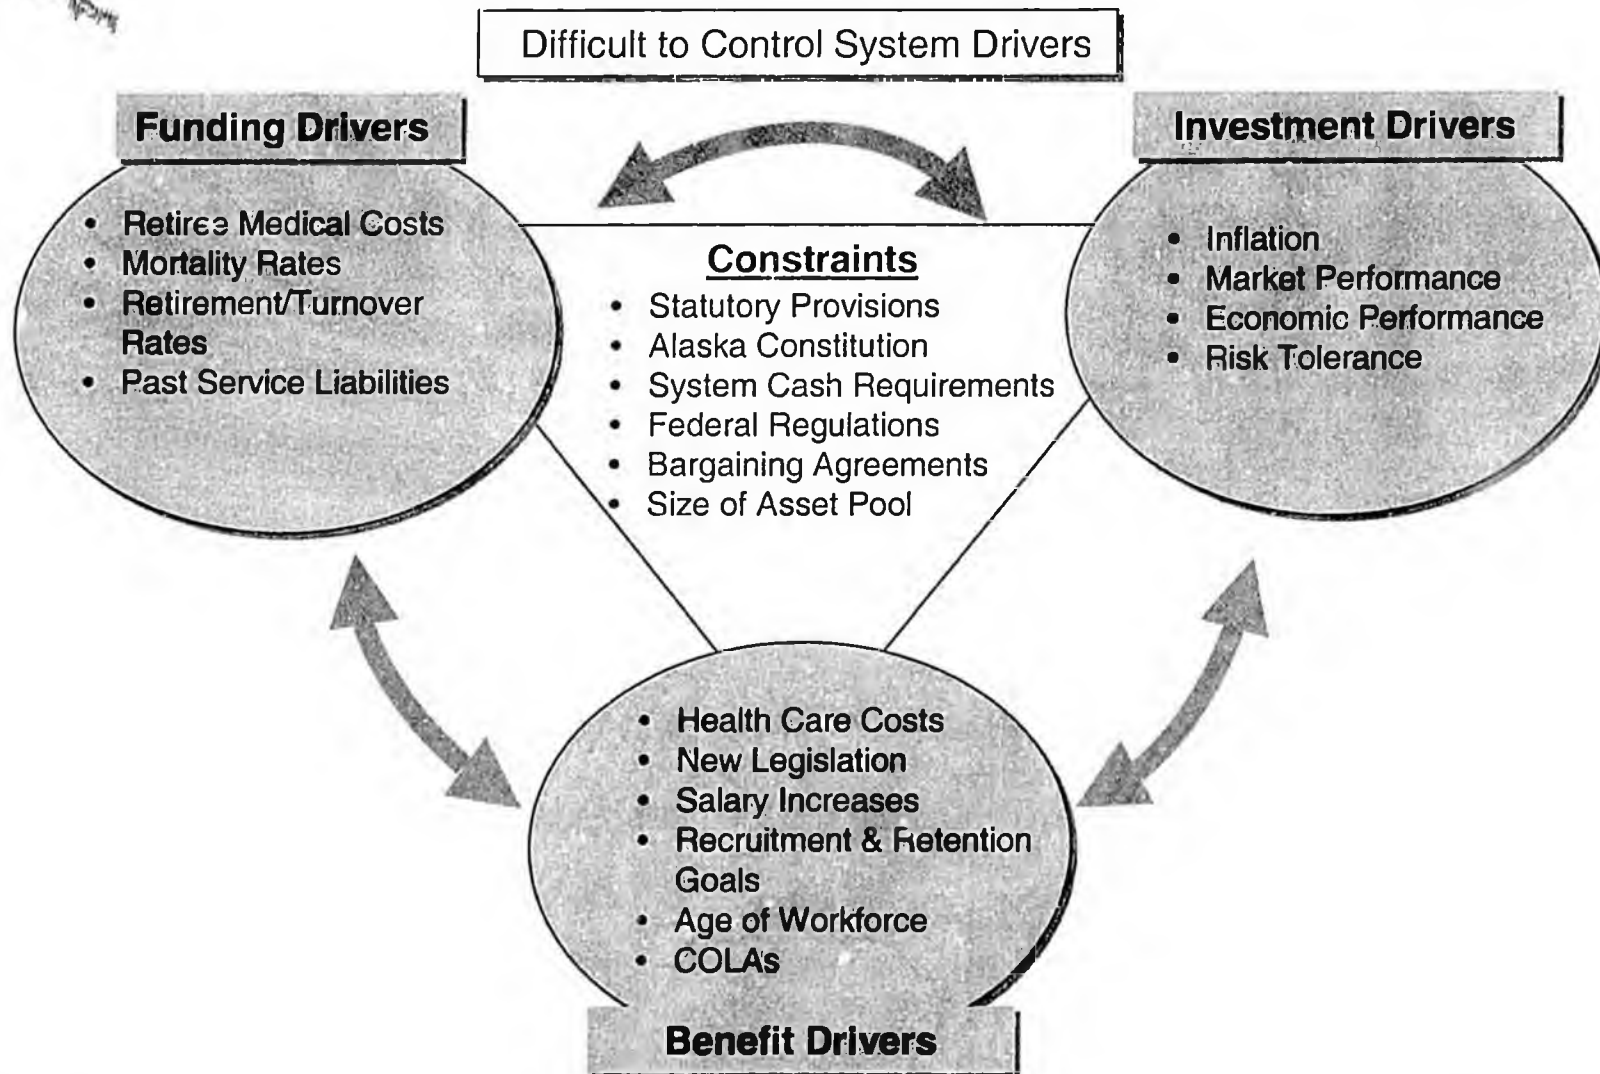 Difficult to Control System Drivers
Funding Drivers
• Retiree Medical Costs
• Mortality Rates
• Retirement/Turnover
Rates
• Past Service Liabilities
Constraints
• Statutory Provisions
• Alaska Constitution
• System Cash Requirements
• Federal Regulations
• Bargaining Agreements
• Size of Asset Pool
Investment Drivers
• Inflation
• Market Performance
• Economic Performance
• Risk Tolerance
• Health Care Costs
• New Legislation
• Salary Increases
• Recruitment & Retention
Goals
• Age of Workforce
• COLA's
Benefit Drivers